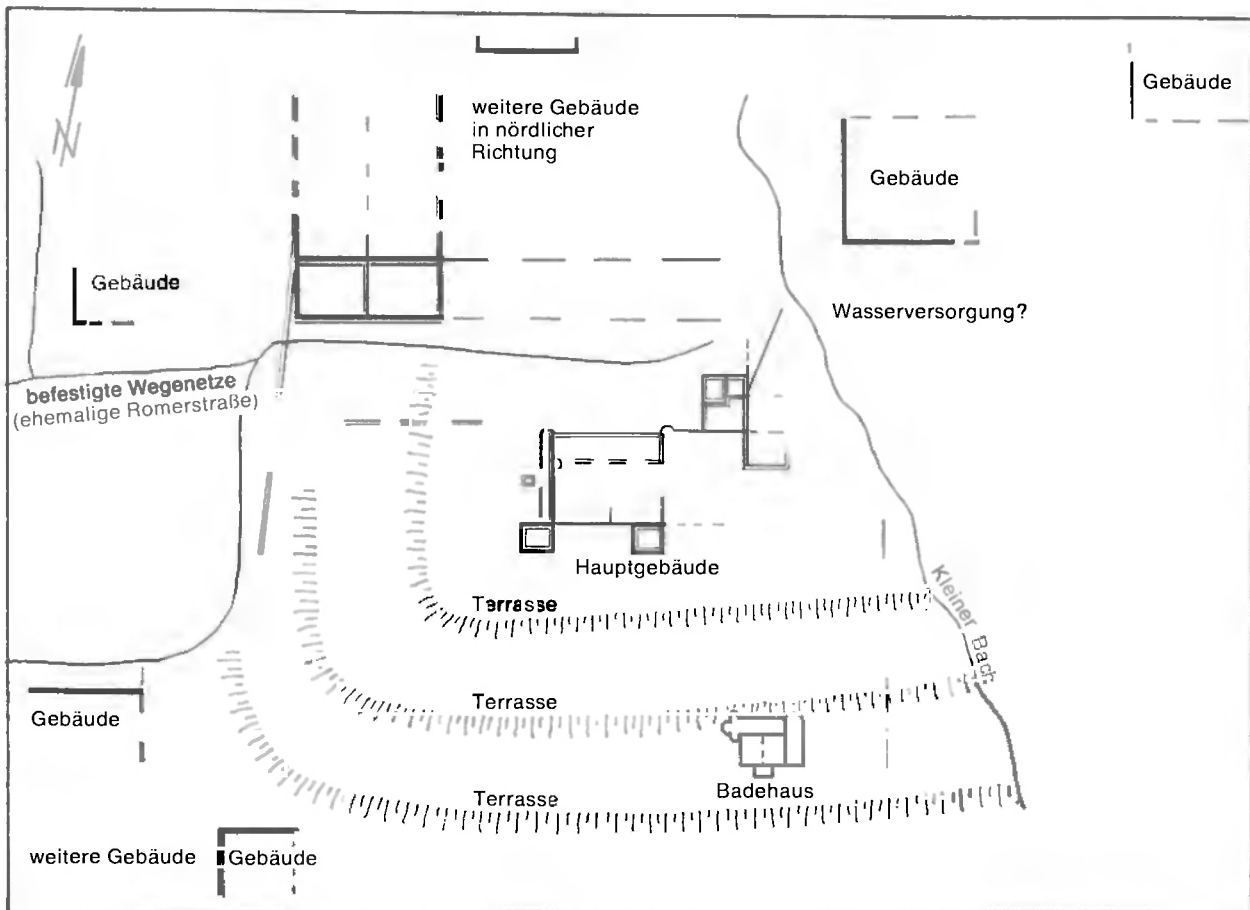 N
weitere Gebäude
in nördlicher
Richtung
Gebäude
Gebäude
Gebäude
Wasserversorgung?
befestigte Wegenetze
(ehemalige Romerstraße)
Hauptgebäude
Terrasse
Kleiner Bach
Terrasse
Gebäude
Badehaus
Terrasse
weitere Gebäude
Gebäude